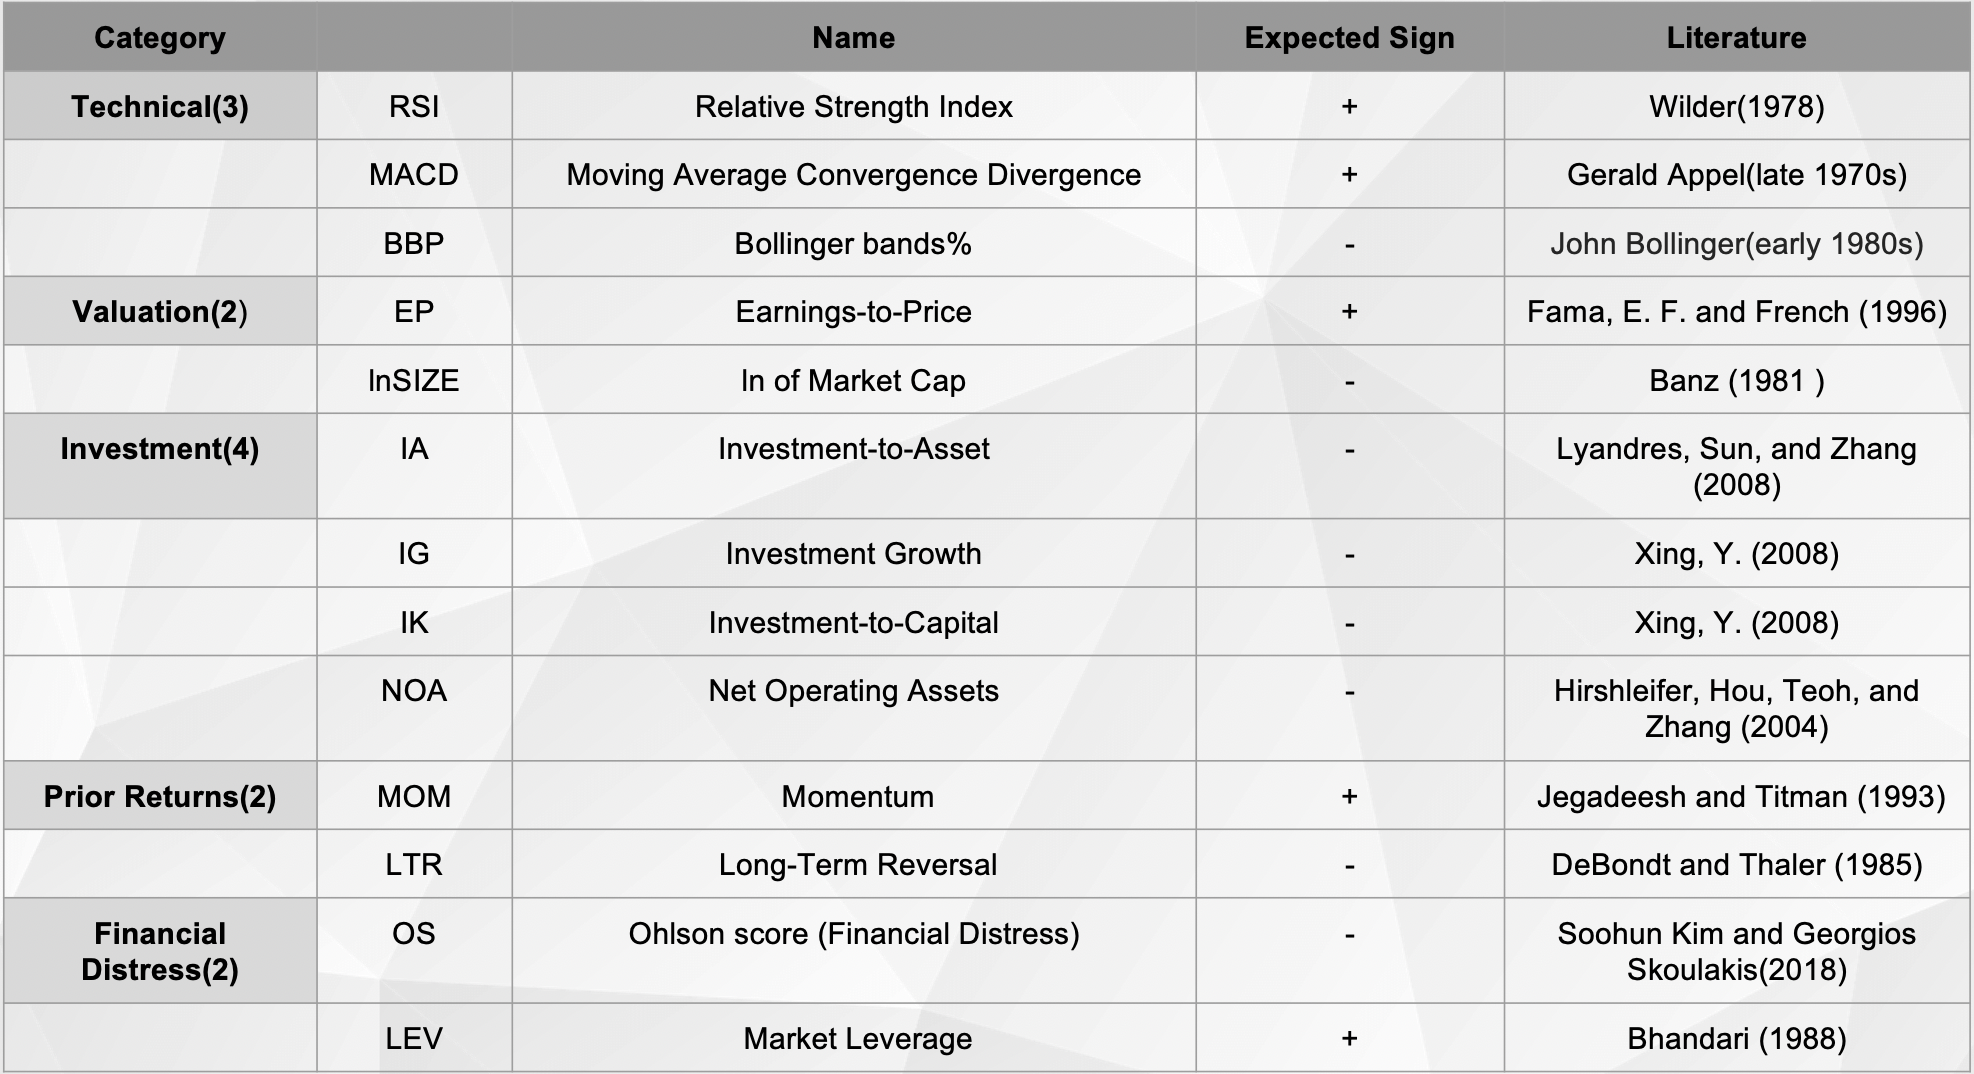 Category Name Expected Sign Literature
Technical(3) RSI Relative Strength Index + Wilder(1978)
MACD Moving Average Convergence Divergence + Gerald Appel(late 1970s)
BBP Bollinger bands% - John Bollinger(early 1980s)
Valuation(2) EP Earnings-to-Price + Fama, E. F. and French (1996)
lnSIZE ln of Market Cap - Banz (1981 )
Investment(4) IA Investment-to-Asset - Lyandres, Sun, and Zhang
(2008)
IG Investment Growth - Xing, Y. (2008)
IK Investment-to-Capital - Xing, Y. (2008)
NOA Net Operating Assets - Hirshleifer, Hou, Teoh, and
Zhang (2004)
Prior Returns(2) MOM Momentum + Jegadeesh and Titman (1993)
LTR Long-Term Reversal - DeBondt and Thaler (1985)
Financial OS Ohlson score (Financial Distress) - Soohun Kim and Georgios
Distress(2) Skoulakis(2018)
LEV Market Leverage + Bhandari (1988)